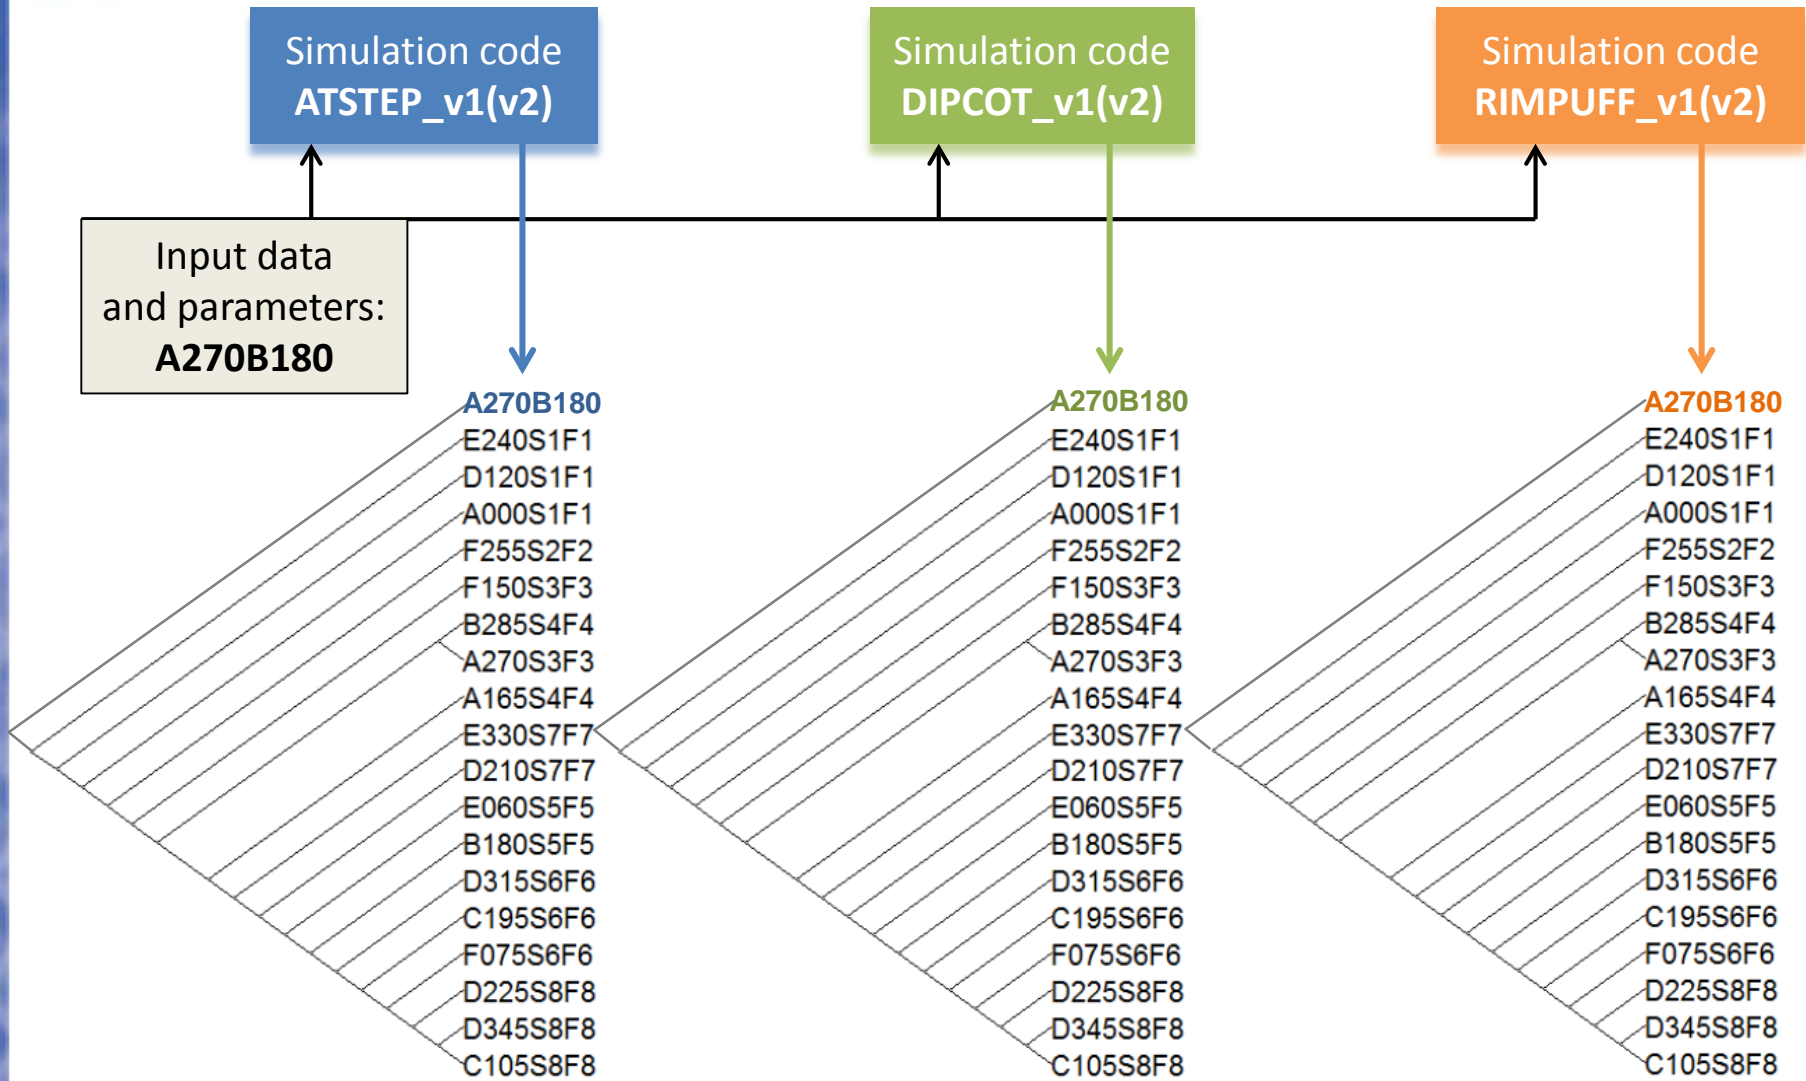 Simulation code
ATSTEP_v1(v2)
Simulation code
DIPCOT_v1(v2)
Simulation code
RIMPUFF_v1(v2)
Input data
and parameters:
A270B180
A270B180
E240S1F1
D120S1F1
A000S1F1
F255S2F2
F150S3F3
B285S4F4
A270S3F3
A165S4F4
E330S7F7
D210S7F7
E060S5F5
B180S5F5
D315S6F6
C195S6F6
F075S6F6
D225S8F8
D345S8F8
C105S8F8
A270B180
E240S1F1
D120S1F1
A000S1F1
F255S2F2
F150S3F3
B285S4F4
A270S3F3
A165S4F4
E330S7F7
D210S7F7
E060S5F5
B180S5F5
D315S6F6
C195S6F6
F075S6F6
D225S8F8
D345S8F8
C105S8F8
A270B180
E240S1F1
D120S1F1
A000S1F1
F255S2F2
F150S3F3
B285S4F4
A270S3F3
A165S4F4
E330S7F7
D210S7F7
E060S5F5
B180S5F5
D315S6F6
C195S6F6
F075S6F6
D225S8F8
D345S8F8
C105S8F8